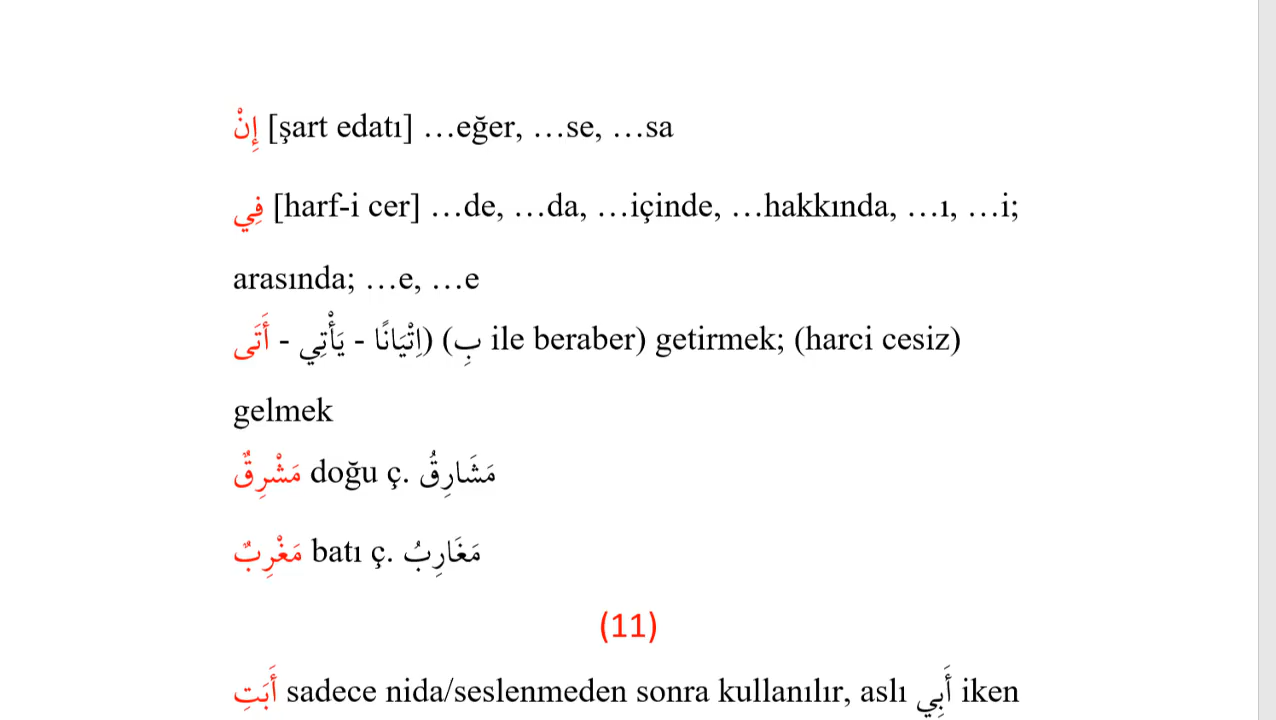 إِنْ [şart edatı] …eğer, …se, …sa
فِي [harf-i cer] …de, …da, …içinde, …hakkında, …ı, …i;
arasında; …e, …e
أَتَى - يَأْتِي - اِتْيَانًا) (بِ ile beraber) getirmek; (harci cesiz)
gelmek
مَشْرِقٌ doğu ç. مَشَارِقُ
مَغْرِبٌ batı ç. مَغَارِبُ
(11)
أَبَتِ sadece nida/seslenmeden sonra kullanılır, aslı أَبِي iken